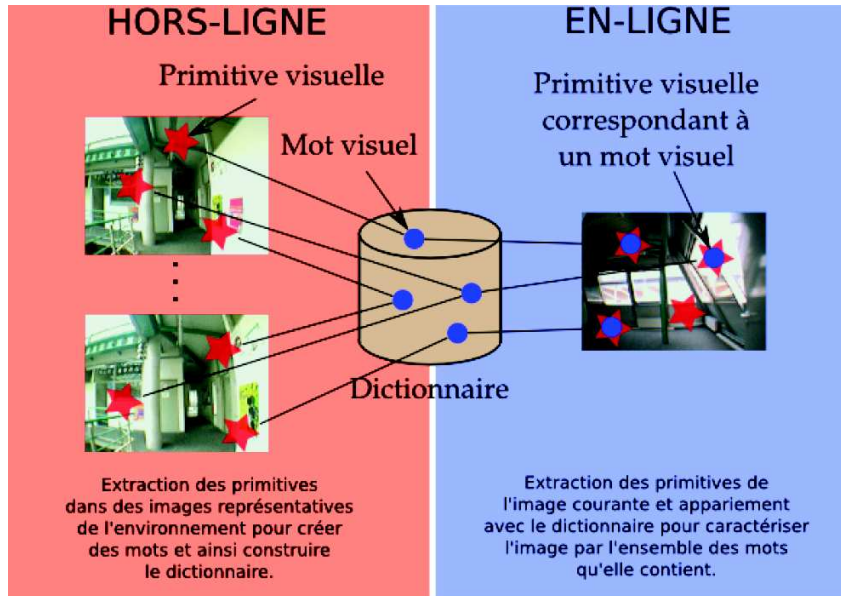 HORS-LIGNE
Primitive visuelle
Mot visuel
Dictionnaire
Extraction des primitives
dans des images représentatives
de l'environnement pour créer
des mots et ainsi construire
le dictionnaire.
EN-LIGNE
Primitive visuelle
correspondant à
un mot visuel
Extraction des primitives de
l'image courante et appariement
avec le dictionnaire pour caractériser
l'image par l'ensemble des mots
qu'elle contient.